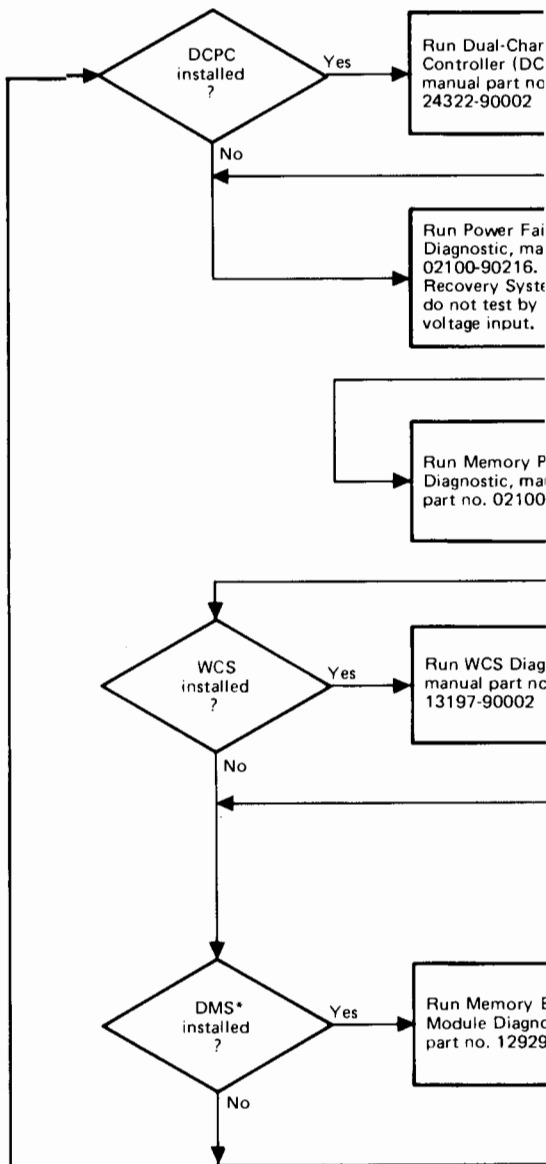 DCPC
installed
?
Yes
No
Run Dual-Char
Controller (DC
manual part no
24322-90002
Run Power Fai
Diagnostic, ma
02100-90216.
Recovery Syste
do not test by
voltage input.
Run Memory P
Diagnostic, ma
part no. 02100-
WCS
installed
?
Yes
No
Run WCS Diag
manual part no
13197-90002
DMS*
installed
?
Yes
No
Run Memory E
Module Diagno
part no. 12929